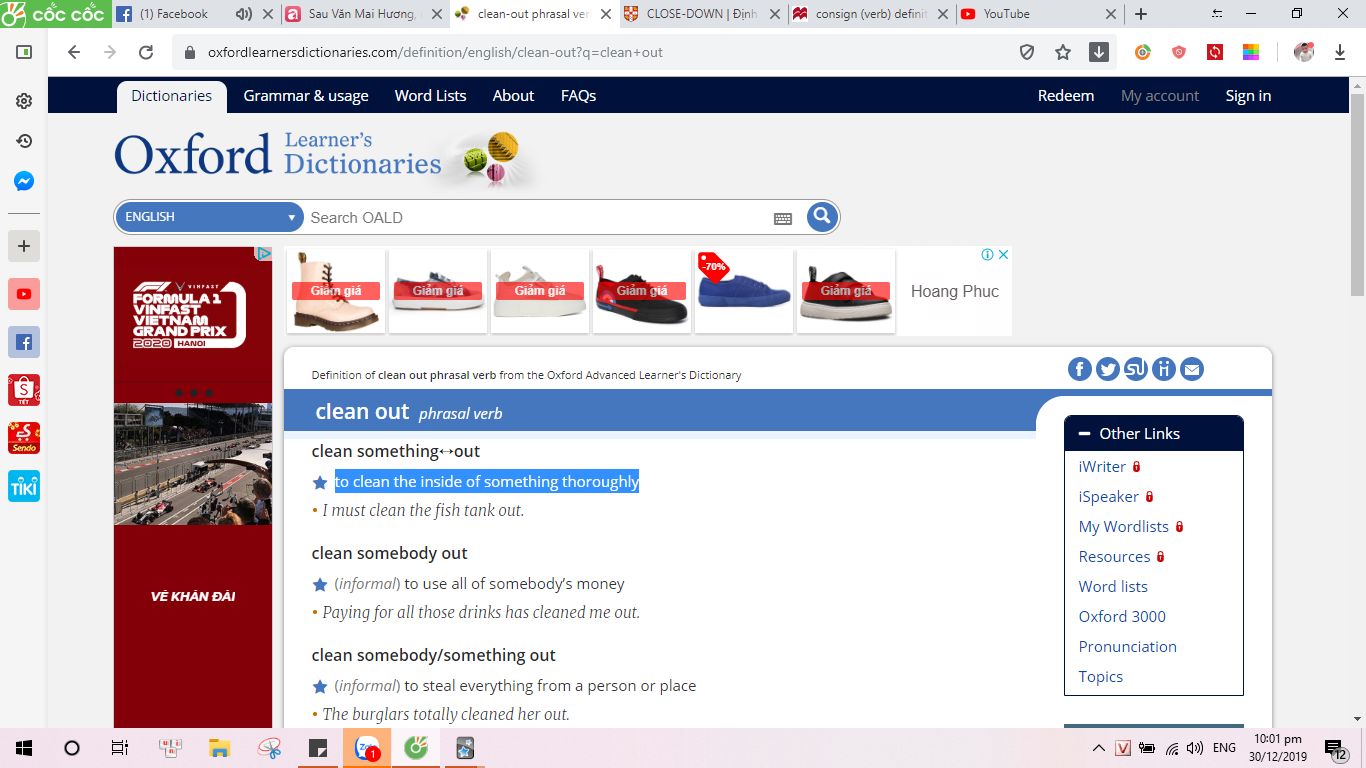 cốc cốc
(1) Facebook
Sau Văn Mai Hương,
clean-out phrasal ver
CLOSE-DOWN | Định
consign (verb) definit
YouTube
oxfordlearnersdictionaries.com/definition/english/clean-out?q=clean+out
Dictionaries
Grammar & usage
Word Lists
About
FAQs
Redeem
My account
Sign in
Oxford Learner's Dictionaries
ENGLISH
Search OALD
VINFAST
FORMULA 1
VINFAST
VIETNAM
GRAND PRIX
2020 HANOI
Giảm giá
Giảm giá
Giảm giá
Giảm giá
-70%
Giảm giá
Hoang Phuc
Definition of clean out phrasal verb from the Oxford Advanced Learner's Dictionary
clean out phrasal verb
clean something↔out
to clean the inside of something thoroughly
• I must clean the fish tank out.
clean somebody out
(informal) to use all of somebody's money
• Paying for all those drinks has cleaned me out.
clean somebody/something out
(informal) to steal everything from a person or place
• The burglars totally cleaned her out.
Other Links
iWriter
iSpeaker
My Wordlists
Resources
Word lists
Oxford 3000
Pronunciation
Topics
VÉ KHÁN ĐÀI
TẾT
Sendo
TIKI
1
ENG
10:01 pm
30/12/2019
12